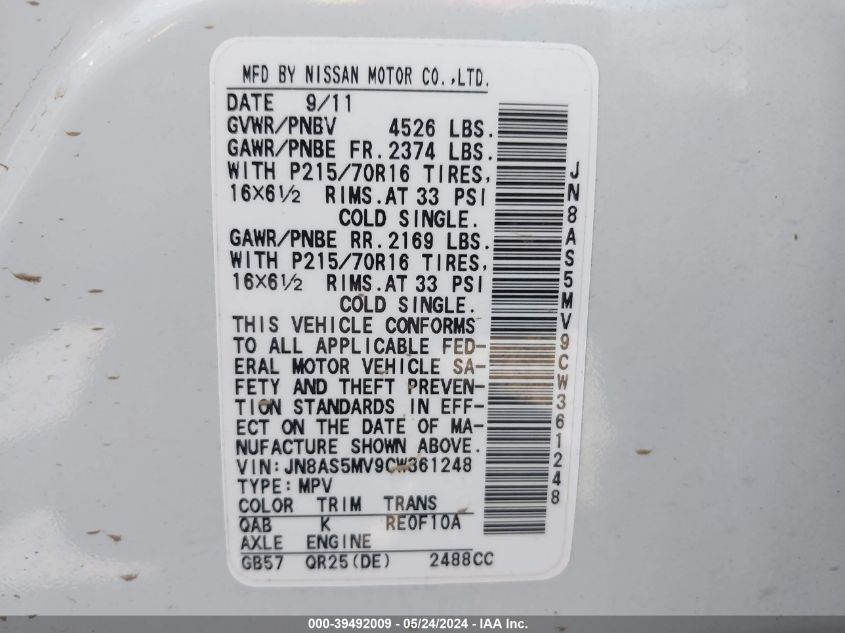 MFD BY NISSAN MOTOR CO.,LTD.
DATE 9/11
GVWR/PNBV 4526 LBS.
GAWR/PNBE FR. 2374 LBS.
WITH P215/70R16 TIRES,
16X6½ RIMS. AT 33 PSI
COLD SINGLE.
GAWR/PNBE RR. 2169 LBS.
WITH P215/70R16 TIRES,
16X6½ RIMS. AT 33 PSI
COLD SINGLE.
THIS VEHICLE CONFORMS
TO ALL APPLICABLE FED-
ERAL MOTOR VEHICLE SA-
FETY AND THEFT PREVEN-
TION STANDARDS IN EFF-
ECT ON THE DATE OF MA-
NUFACTURE SHOWN ABOVE.
VIN: JN8AS5MV9CW361248
TYPE: MPV
COLOR TRIM TRANS
QAB K RE0F10A
AXLE ENGINE
GB57 QR25(DE) 2488CC
JN8AS5MV9CW361248
000-39492009 - 05/24/2024 - IAA Inc.